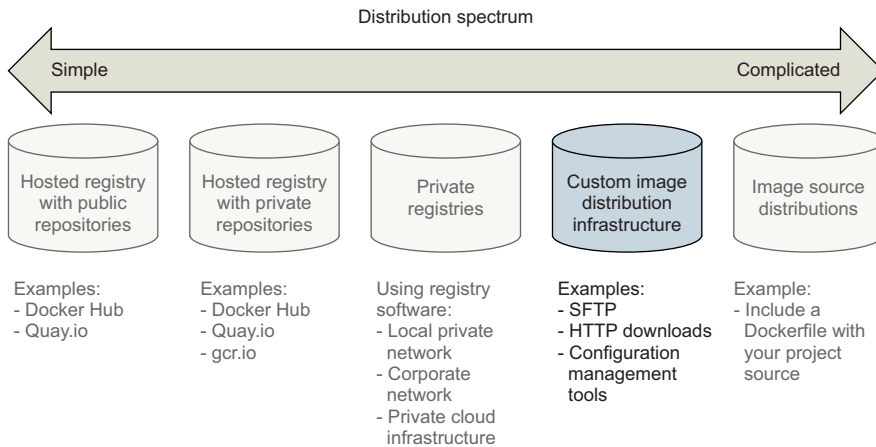 Distribution spectrum
Simple
Complicated
Hosted registry
with public
repositories
Hosted registry
with private
repositories
Private
registries
Custom image
distribution
infrastructure
Image source
distributions
Examples:
- Docker Hub
- Quay.io
Examples:
- Docker Hub
- Quay.io
- gcr.io
Using registry
software:
- Local private
network
- Corporate
network
- Private cloud
infrastructure
Examples:
- SFTP
- HTTP downloads
- Configuration
management
tools
Example:
- Include a
Dockerfile with
your project
source